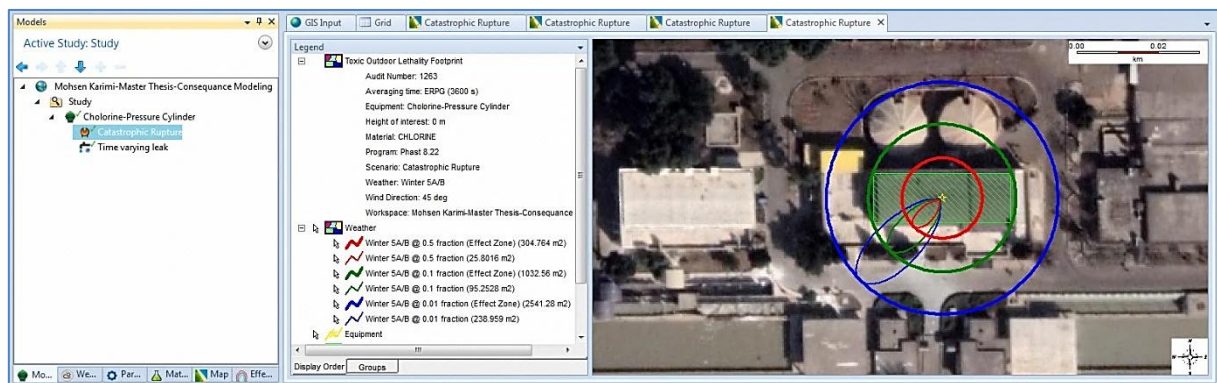 Models
Active Study: Study
Mohsen Karimi-Master Thesis-Consequance Modeling
Study
Cholorine-Pressure Cylinder
Catastrophic Rupture
Time varying leak
Mo...
We...
Par...
Mat...
Map
Effe...
GIS Input
Grid
Catastrophic Rupture
Catastrophic Rupture
Catastrophic Rupture
Catastrophic Rupture
Legend
Toxic Outdoor Lethality Footprint
Audit Number: 1263
Averaging time: ERPG (3600 s)
Equipment: Cholorine-Pressure Cylinder
Height of interest: 0 m
Material: CHLORINE
Program: Phast 8.22
Scenario: Catastrophic Rupture
Weather: Winter 5A/B
Wind Direction: 45 deg
Workspace: Mohsen Karimi-Master Thesis-Consequance
Weather
Winter 5A/B @ 0.5 fraction (Effect Zone) (304.764 m2)
Winter 5A/B @ 0.5 fraction (25.8016 m2)
Winter 5A/B @ 0.1 fraction (Effect Zone) (1032.56 m2)
Winter 5A/B @ 0.1 fraction (95.2528 m2)
Winter 5A/B @ 0.01 fraction (Effect Zone) (2541.28 m2)
Winter 5A/B @ 0.01 fraction (238.959 m2)
Equipment
Display Order
Groups
0.00 0.02
km